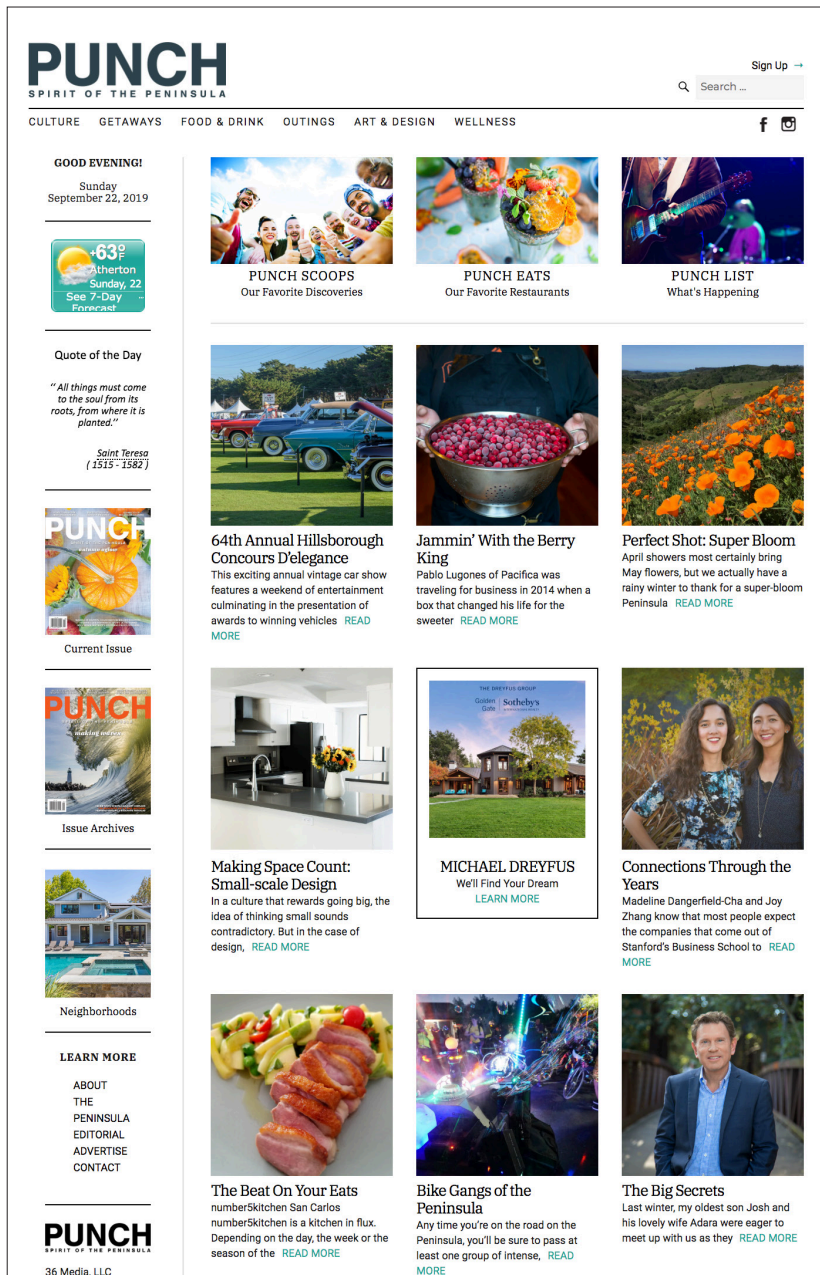 PUNCH
SPIRIT OF THE PENINSULA
Sign Up →
Search ...
CULTURE GETAWAYS FOOD & DRINK OUTINGS ART & DESIGN WELLNESS
GOOD EVENING!
Sunday
September 22, 2019
+63°F
Atherton
Sunday, 22
See 7-Day
Forecast
Quote of the Day
“All things must come
to the soul from its
roots, from where it is
planted.”
Saint Teresa
( 1515 - 1582 )
PUNCH
Current Issue
PUNCH
making waves
Issue Archives
Neighborhoods
LEARN MORE
ABOUT
THE
PENINSULA
EDITORIAL
ADVERTISE
CONTACT
PUNCH
SPIRIT OF THE PENINSULA
36 Media, LLC
PUNCH SCOOPS
Our Favorite Discoveries
PUNCH EATS
Our Favorite Restaurants
PUNCH LIST
What's Happening
64th Annual Hillsborough
Concours D’elegance
This exciting annual vintage car show
features a weekend of entertainment
culminating in the presentation of
awards to winning vehicles READ
MORE
Jammin’ With the Berry
King
Pablo Lugones of Pacifica was
traveling for business in 2014 when a
box that changed his life for the
sweeter READ MORE
Perfect Shot: Super Bloom
April showers most certainly bring
May flowers, but we actually have a
rainy winter to thank for a super-bloom
Peninsula READ MORE
Making Space Count:
Small-scale Design
In a culture that rewards going big, the
idea of thinking small sounds
contradictory. But in the case of
design, READ MORE
THE DREYFUS GROUP
Golden Gate | Sotheby's
MICHAEL DREYFUS
We’ll Find Your Dream
LEARN MORE
Connections Through the
Years
Madeline Dangerfield-Cha and Joy
Zhang know that most people expect
the companies that come out of
Stanford’s Business School to READ
MORE
The Beat On Your Eats
number5kitchen San Carlos
number5kitchen is a kitchen in flux.
Depending on the day, the week or the
season of the READ MORE
Bike Gangs of the
Peninsula
Any time you’re on the road on the
Peninsula, you’ll be sure to pass at
least one group of intense, READ
MORE
The Big Secrets
Last winter, my oldest son Josh and
his lovely wife Adara were eager to
meet up with us as they READ MORE